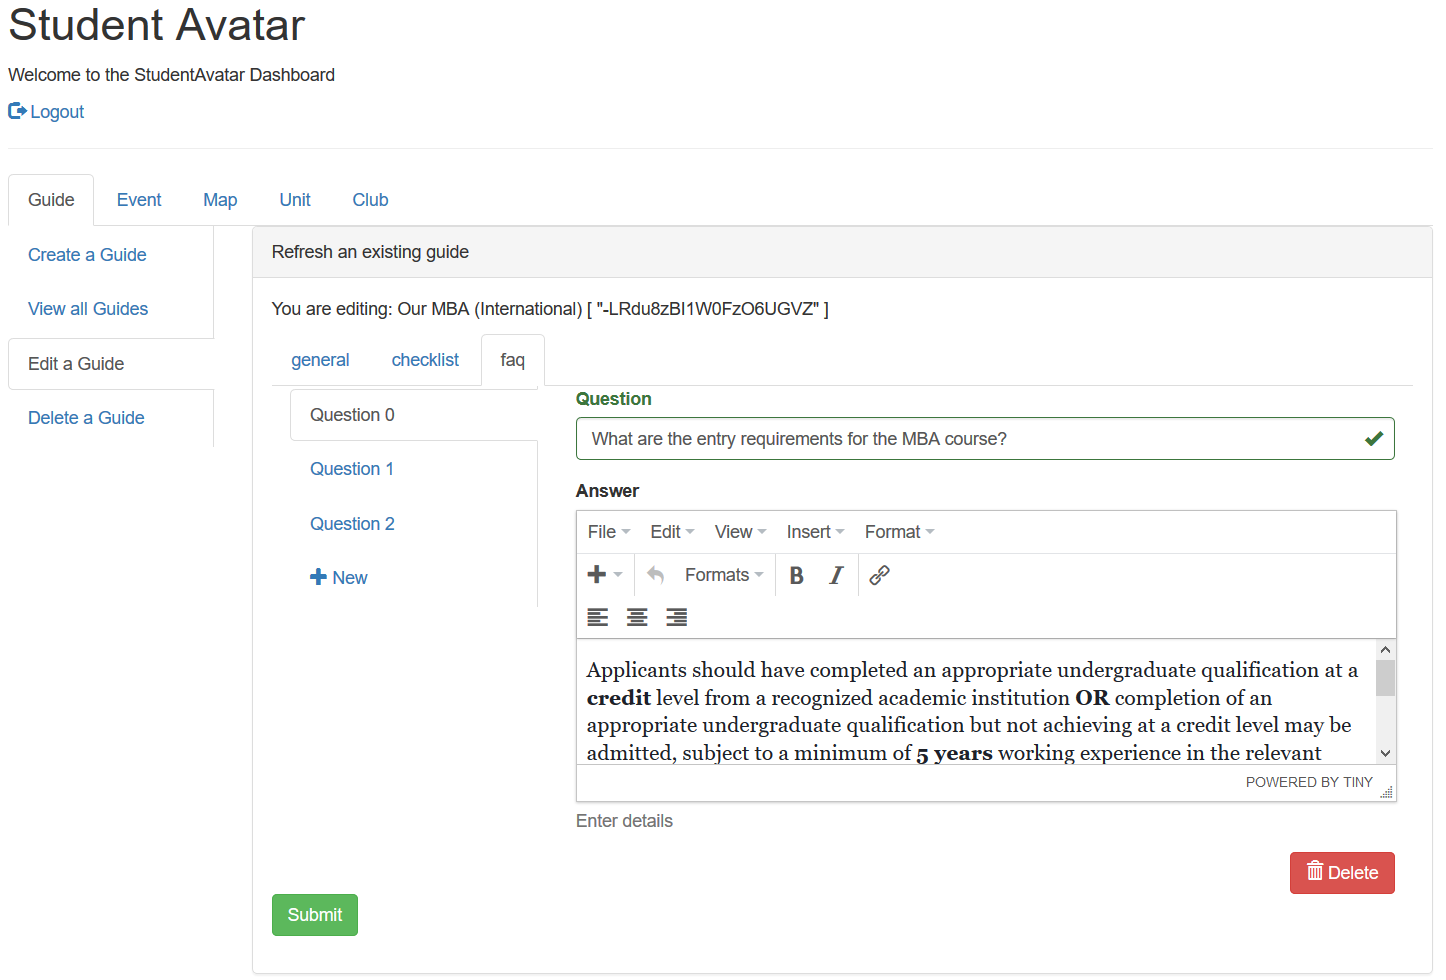 Student Avatar
Welcome to the StudentAvatar Dashboard
Logout
Guide Event Map Unit Club
Create a Guide
View all Guides
Edit a Guide
Delete a Guide
Refresh an existing guide
You are editing: Our MBA (International) [ "-LRdu8zBI1W0FzO6UGVZ" ]
general checklist faq
Question 0
Question 1
Question 2
New
Question
What are the entry requirements for the MBA course?
Answer
File Edit View Insert Format
Formats B I
Applicants should have completed an appropriate undergraduate qualification at a
credit level from a recognized academic institution OR completion of an
appropriate undergraduate qualification but not achieving at a credit level may be
admitted, subject to a minimum of 5 years working experience in the relevant
POWERED BY TINY
Enter details
Delete
Submit